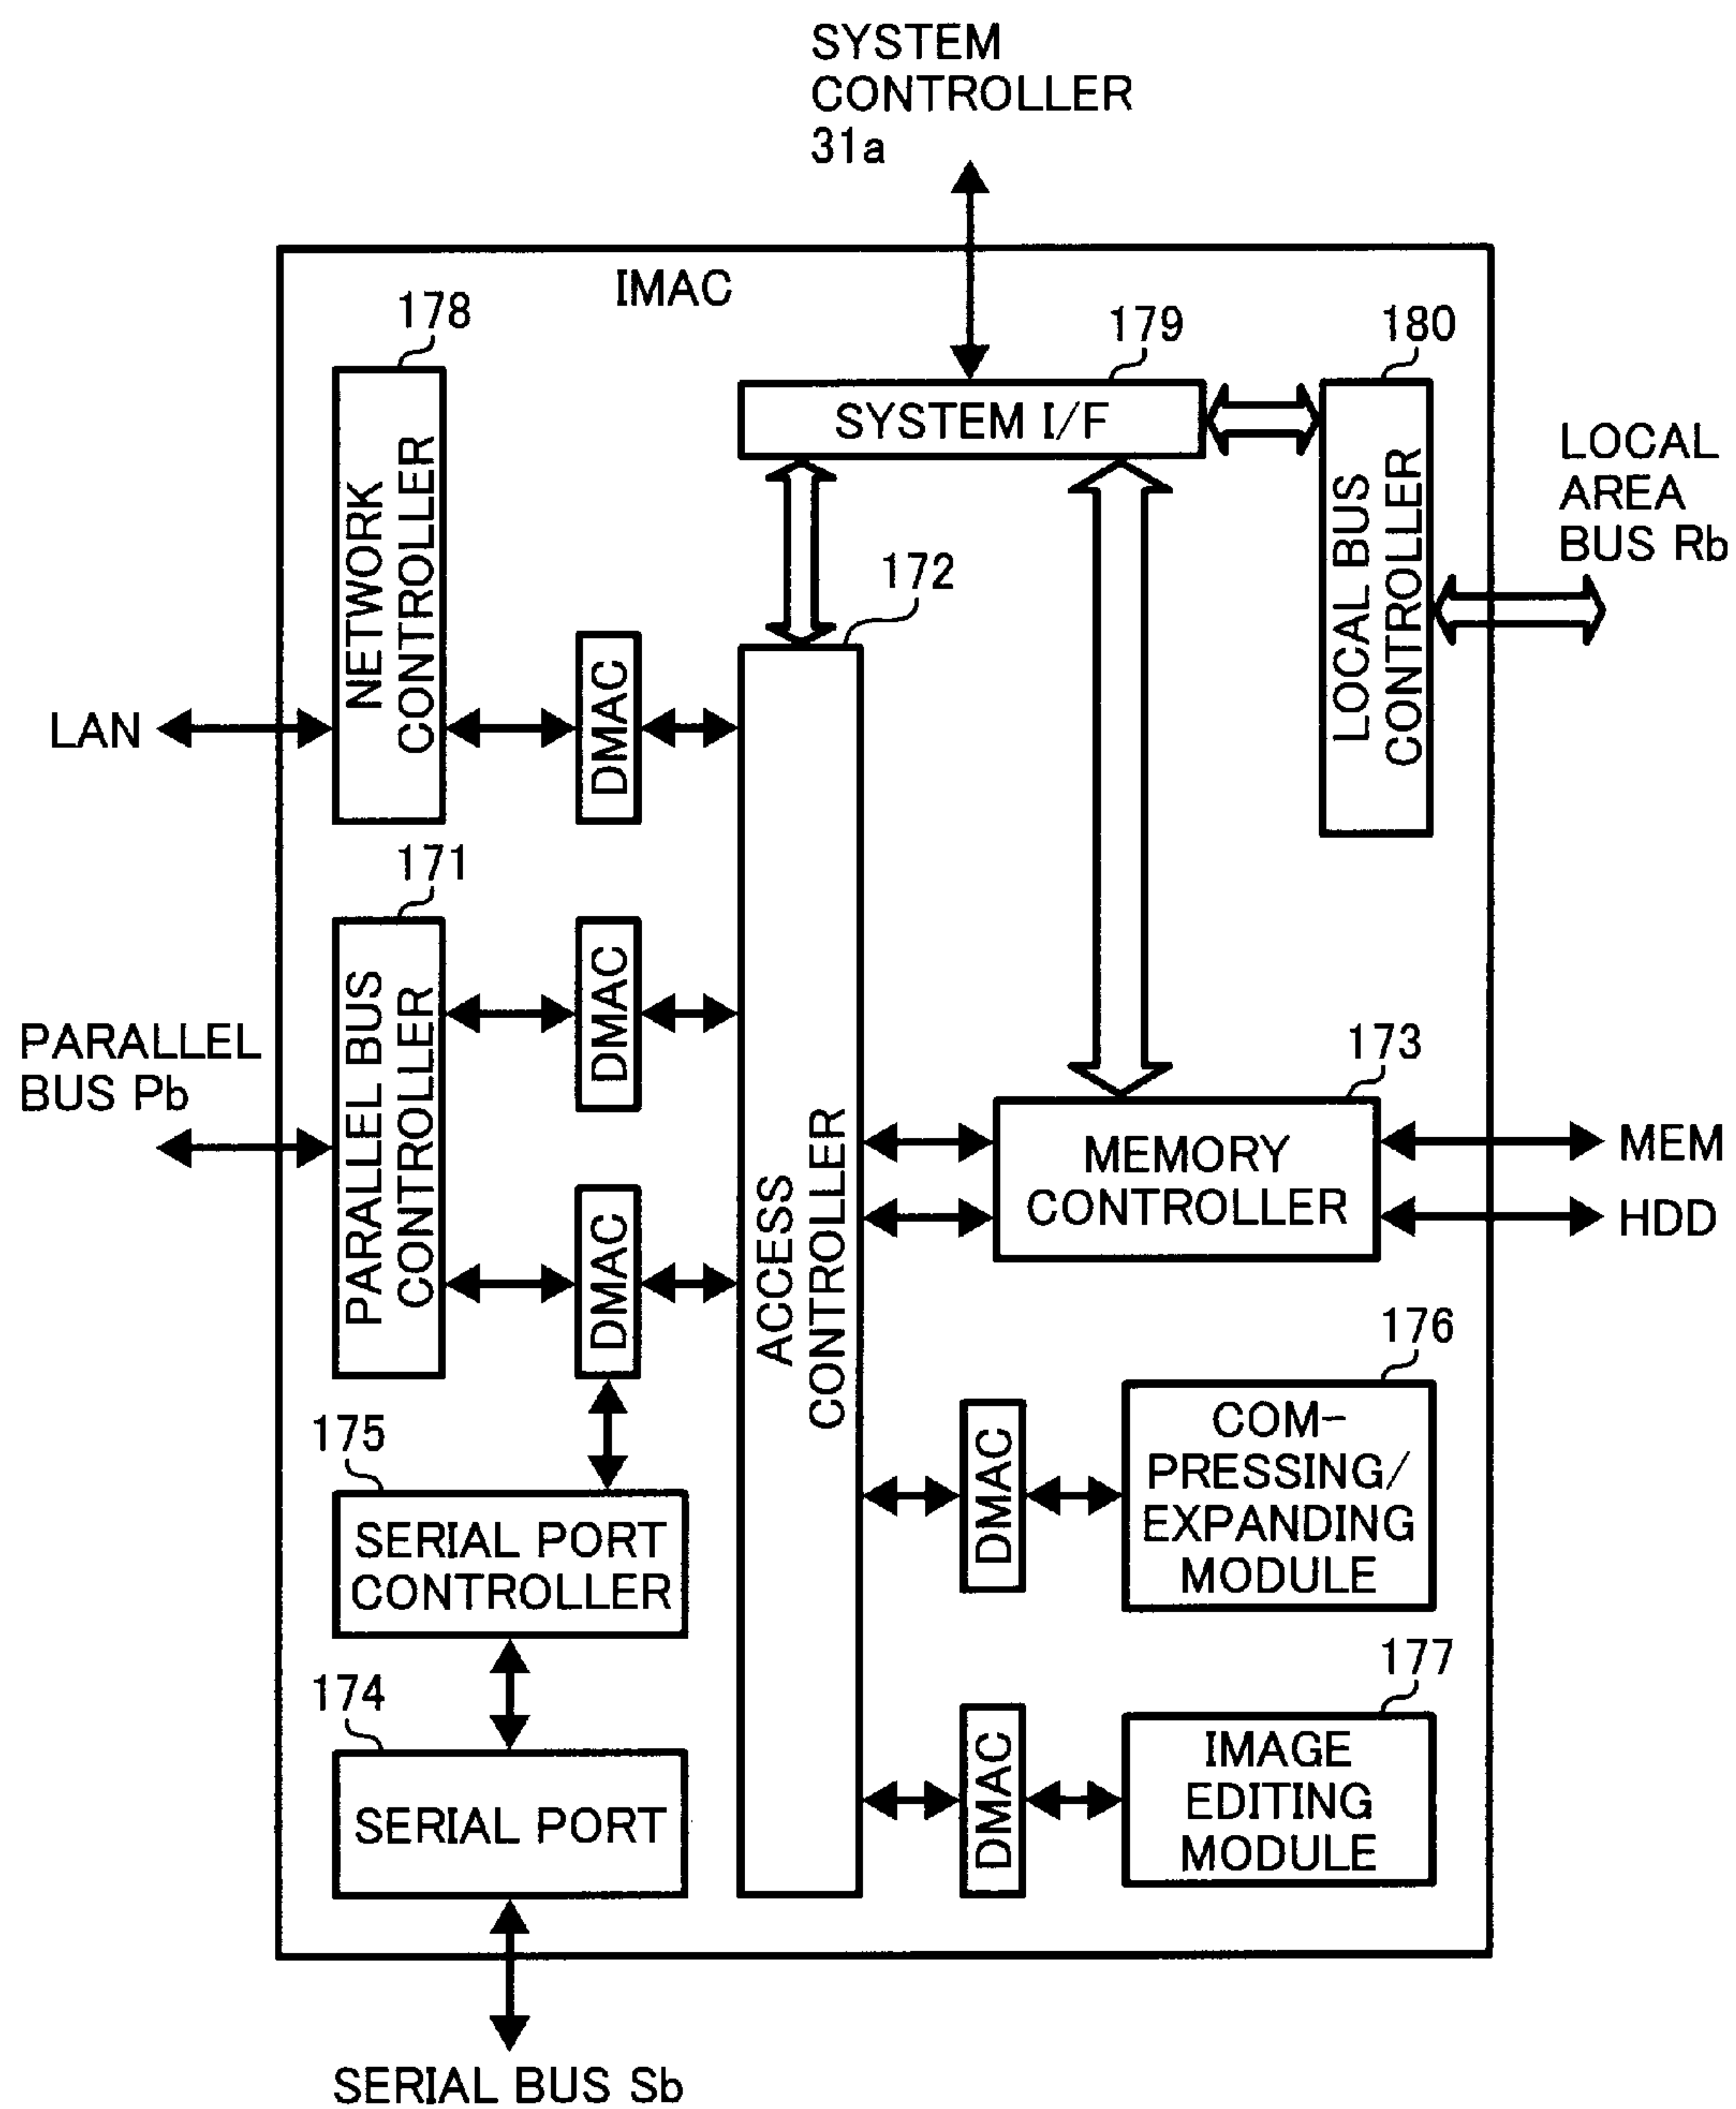 SYSTEM
CONTROLLER
31a
IMAC
178
179
180
SYSTEM I/F
NETWORK
CONTROLLER
LOCAL BUS
CONTROLLER
LOCAL
AREA
BUS Rb
172
DMAC
LAN
171
PARALLEL BUS
CONTROLLER
DMAC
PARALLEL
BUS Pb
173
ACCESS
CONTROLLER
MEMORY
CONTROLLER
MEM
HDD
DMAC
176
COM-
PRESSING/
EXPANDING
MODULE
DMAC
175
SERIAL PORT
CONTROLLER
177
174
IMAGE
EDITING
MODULE
DMAC
SERIAL PORT
SERIAL BUS Sb